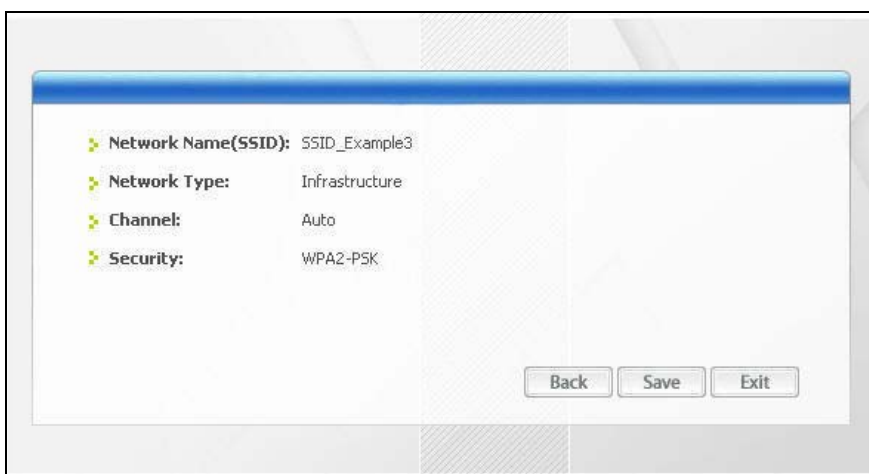 Network Name(SSID): SSID_Example3
Network Type: Infrastructure
Channel: Auto
Security: WPA2-PSK
Back Save Exit